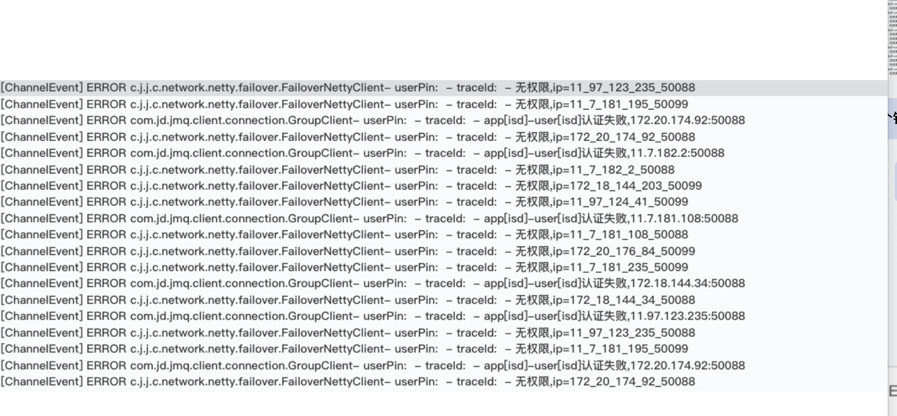 [ChannelEvent] ERROR c.j.j.c.network.netty.failover.FailoverNettyClient- userPin:  - traceId:  - 无权限,ip=11_97_123_235_50088
[ChannelEvent] ERROR c.j.j.c.network.netty.failover.FailoverNettyClient- userPin:  - traceId:  - 无权限,ip=11_7_181_195_50099
[ChannelEvent] ERROR com.jd.jmq.client.connection.GroupClient- userPin:  - traceId:  - app[isd]-user[isd]认证失败,172.20.174.92:50088
[ChannelEvent] ERROR c.j.j.c.network.netty.failover.FailoverNettyClient- userPin:  - traceId:  - 无权限,ip=172_20_174_92_50088
[ChannelEvent] ERROR com.jd.jmq.client.connection.GroupClient- userPin:  - traceId:  - app[isd]-user[isd]认证失败,11.7.182.2:50088
[ChannelEvent] ERROR c.j.j.c.network.netty.failover.FailoverNettyClient- userPin:  - traceId:  - 无权限,ip=11_7_182_2_50088
[ChannelEvent] ERROR c.j.j.c.network.netty.failover.FailoverNettyClient- userPin:  - traceId:  - 无权限,ip=172_18_144_203_50099
[ChannelEvent] ERROR c.j.j.c.network.netty.failover.FailoverNettyClient- userPin:  - traceId:  - 无权限,ip=11_97_124_41_50099
[ChannelEvent] ERROR com.jd.jmq.client.connection.GroupClient- userPin:  - traceId:  - app[isd]-user[isd]认证失败,11.7.181.108:50088
[ChannelEvent] ERROR c.j.j.c.network.netty.failover.FailoverNettyClient- userPin:  - traceId:  - 无权限,ip=11_7_181_108_50088
[ChannelEvent] ERROR c.j.j.c.network.netty.failover.FailoverNettyClient- userPin:  - traceId:  - 无权限,ip=172_20_176_84_50099
[ChannelEvent] ERROR c.j.j.c.network.netty.failover.FailoverNettyClient- userPin:  - traceId:  - 无权限,ip=11_7_181_235_50099
[ChannelEvent] ERROR com.jd.jmq.client.connection.GroupClient- userPin:  - traceId:  - app[isd]-user[isd]认证失败,172.18.144.34:50088
[ChannelEvent] ERROR c.j.j.c.network.netty.failover.FailoverNettyClient- userPin:  - traceId:  - 无权限,ip=172_18_144_34_50088
[ChannelEvent] ERROR com.jd.jmq.client.connection.GroupClient- userPin:  - traceId:  - app[isd]-user[isd]认证失败,11.97.123.235:50088
[ChannelEvent] ERROR c.j.j.c.network.netty.failover.FailoverNettyClient- userPin:  - traceId:  - 无权限,ip=11_97_123_235_50088
[ChannelEvent] ERROR c.j.j.c.network.netty.failover.FailoverNettyClient- userPin:  - traceId:  - 无权限,ip=11_7_181_195_50099
[ChannelEvent] ERROR com.jd.jmq.client.connection.GroupClient- userPin:  - traceId:  - app[isd]-user[isd]认证失败,172.20.174.92:50088
[ChannelEvent] ERROR c.j.j.c.network.netty.failover.FailoverNettyClient- userPin:  - traceId:  - 无权限,ip=172_20_174_92_50088